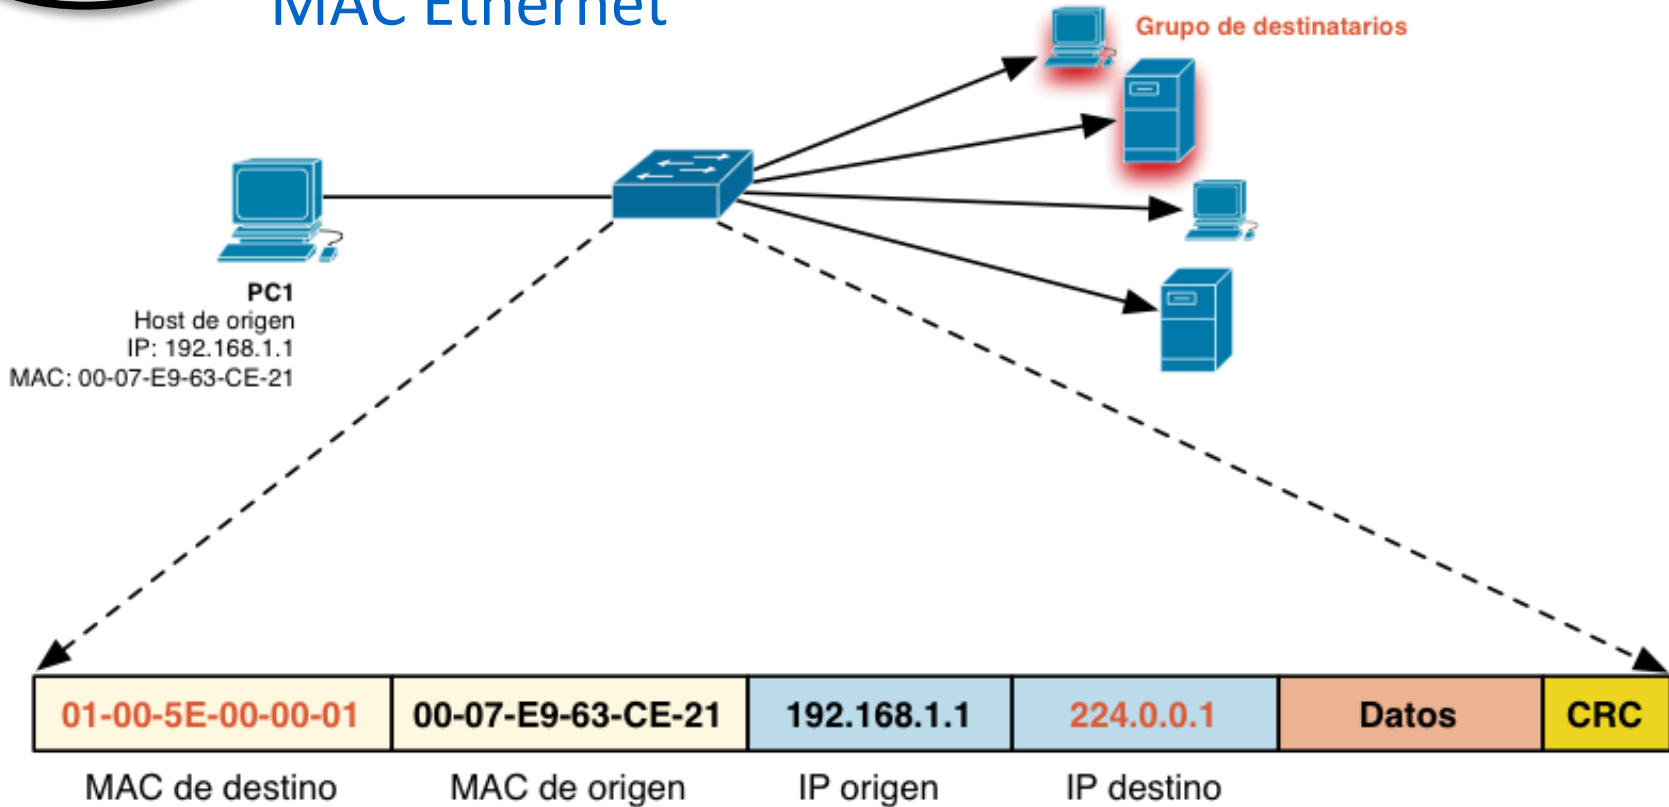 MAC Ethernet
Grupo de destinatarios
PC1
Host de origen
IP: 192.168.1.1
MAC: 00-07-E9-63-CE-21
01-00-5E-00-00-01 00-07-E9-63-CE-21 192.168.1.1 224.0.0.1 Datos CRC
MAC de destino MAC de origen IP origen IP destino